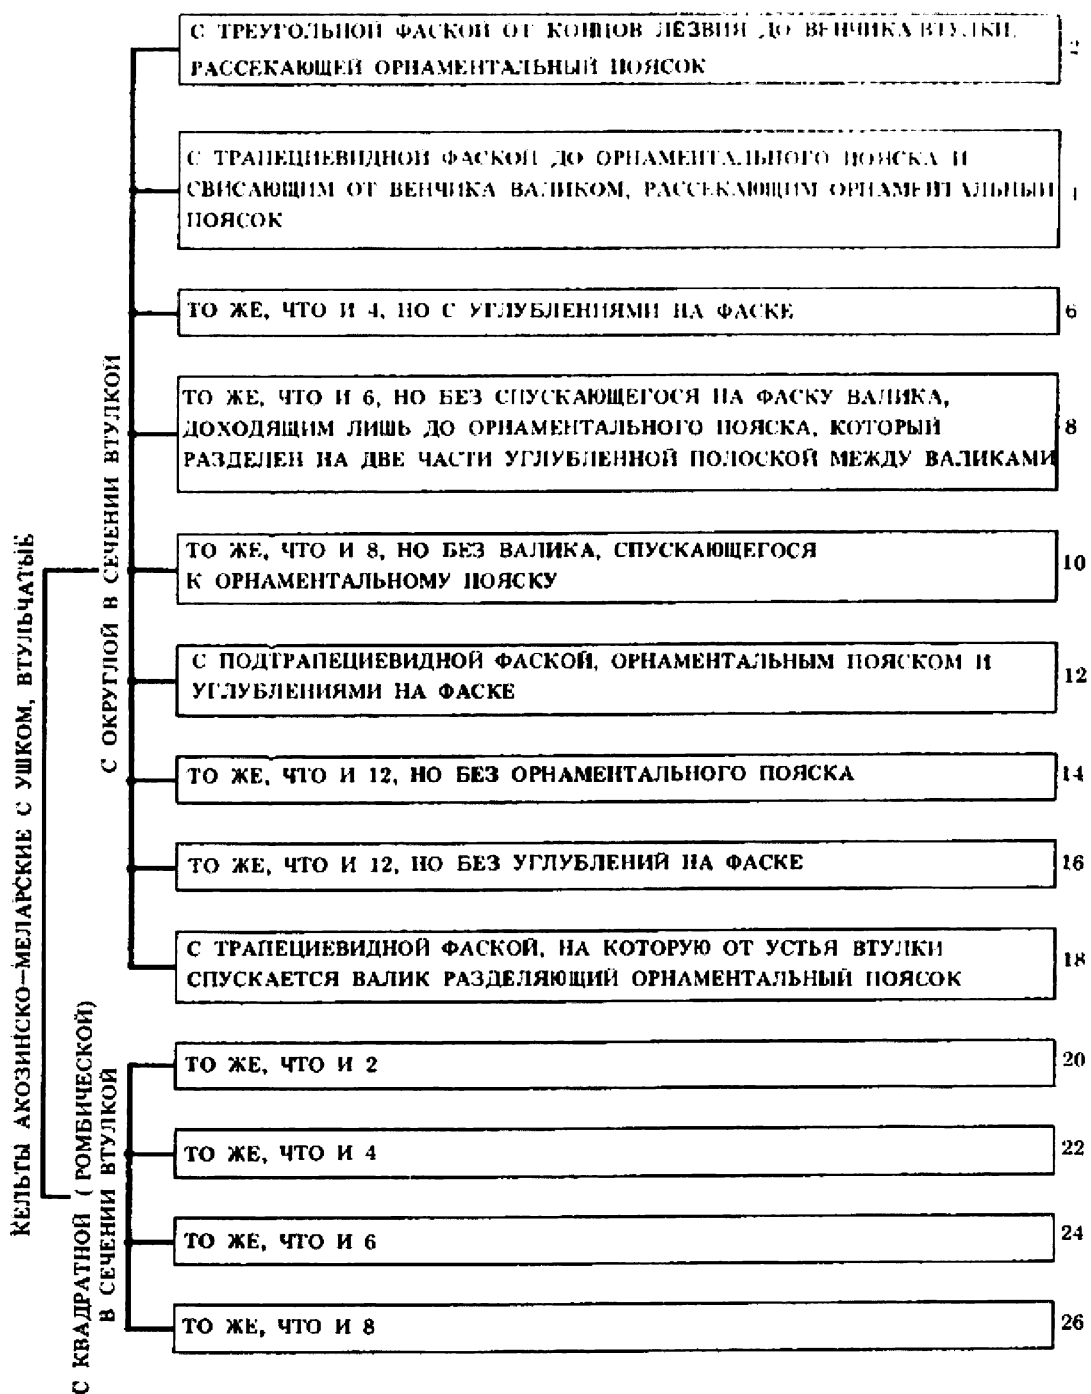 КЕЛЬТЫ АКОЗИНСКО-МЕЛАРСКИЕ С УШКОМ, ВТУЛЬЧАТЫЕ
С ОКРУГЛОЙ В СЕЧЕНИИ ВТУЛКОЙ
С ТРЕУГОЛЬНОЙ ФАСКОЙ ОТ КОНЦОВ ЛЕЗВИЯ ДО ВЕНЧИКА ВТУЛКИ,
РАССЕКАЮЩЕЙ ОРНАМЕНТАЛЬНЫЙ ПОЯСОК
2
С ТРАПЕЦИЕВИДНОЙ ФАСКОЙ ДО ОРНАМЕНТАЛЬНОГО ПОЯСКА И
СВИСАЮЩИМ ОТ ВЕНЧИКА ВАЛИКОМ, РАССЕКАЮЩИМ ОРНАМЕНТАЛЬНЫЙ
ПОЯСОК
ТО ЖЕ, ЧТО И 4, НО С УГЛУБЛЕНИЯМИ НА ФАСКЕ
6
ТО ЖЕ, ЧТО И 6, НО БЕЗ СПУСКАЮЩЕГОСЯ НА ФАСКУ ВАЛИКА,
ДОХОДЯЩИМ ЛИШЬ ДО ОРНАМЕНТАЛЬНОГО ПОЯСКА, КОТОРЫЙ
РАЗДЕЛЕН НА ДВЕ ЧАСТИ УГЛУБЛЕННОЙ ПОЛОСКОЙ МЕЖДУ ВАЛИКАМИ
8
ТО ЖЕ, ЧТО И 8, НО БЕЗ ВАЛИКА, СПУСКАЮЩЕГОСЯ
К ОРНАМЕНТАЛЬНОМУ ПОЯСКУ
10
С ПОДТРАПЕЦИЕВИДНОЙ ФАСКОЙ, ОРНАМЕНТАЛЬНЫМ ПОЯСКОМ И
УГЛУБЛЕНИЯМИ НА ФАСКЕ
12
ТО ЖЕ, ЧТО И 12, НО БЕЗ ОРНАМЕНТАЛЬНОГО ПОЯСКА
14
ТО ЖЕ, ЧТО И 12, НО БЕЗ УГЛУБЛЕНИЙ НА ФАСКЕ
16
С ТРАПЕЦИЕВИДНОЙ ФАСКОЙ, НА КОТОРУЮ ОТ УСТЬЯ ВТУЛКИ
СПУСКАЕТСЯ ВАЛИК РАЗДЕЛЯЮЩИЙ ОРНАМЕНТАЛЬНЫЙ ПОЯСОК
18
С КВАДРАТНОЙ (РОМБИЧЕСКОЙ)
В СЕЧЕНИИ ВТУЛКОЙ
ТО ЖЕ, ЧТО И 2
20
ТО ЖЕ, ЧТО И 4
22
ТО ЖЕ, ЧТО И 6
24
ТО ЖЕ, ЧТО И 8
26